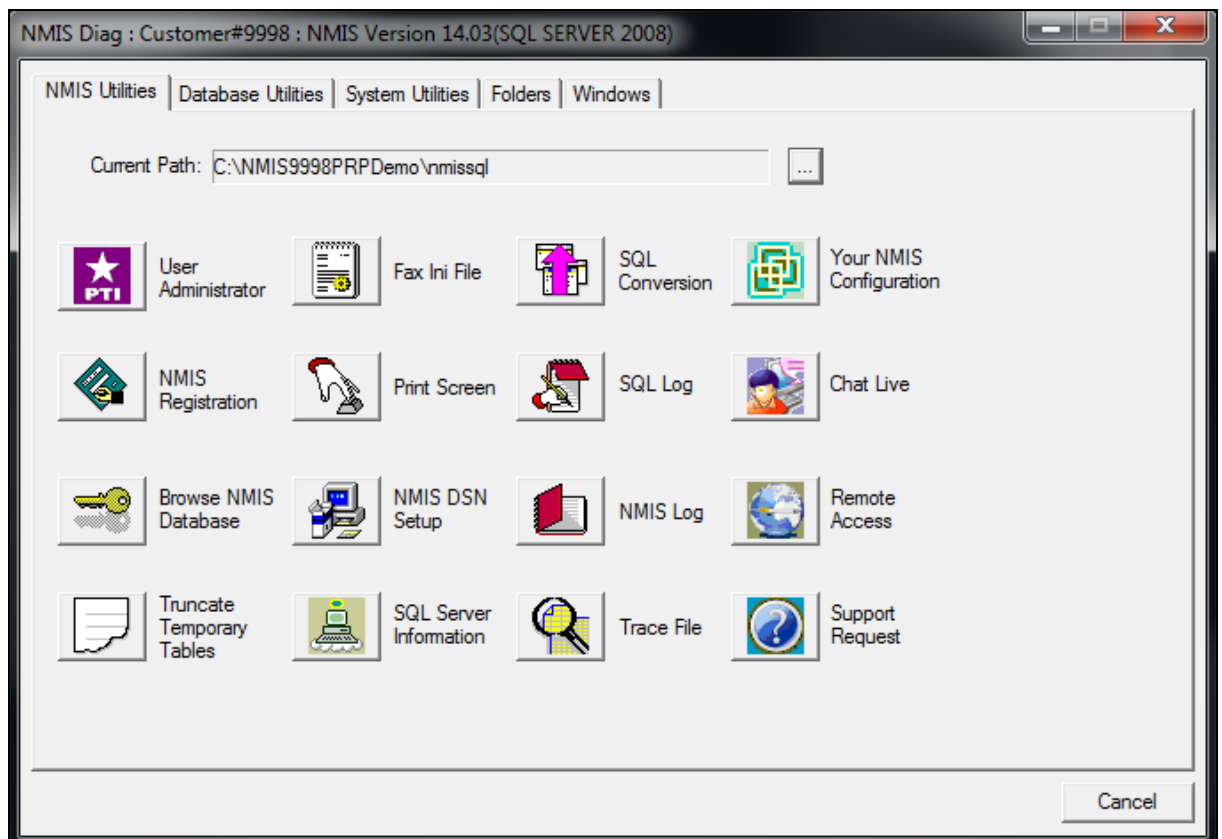 NMIS Diag : Customer#9998 : NMIS Version 14.03(SQL SERVER 2008)
NMIS Utilities
Database Utilities
System Utilities
Folders
Windows
Current Path:
C:\NMIS9998PRPDemo\nmissql
...
PTI
User
Administrator
Fax Ini File
SQL
Conversion
Your NMIS
Configuration
NMIS
Registration
Print Screen
SQL Log
Chat Live
Browse NMIS
Database
NMIS DSN
Setup
NMIS Log
Remote
Access
Truncate
Temporary
Tables
SQL Server
Information
Trace File
?
Support
Request
Cancel